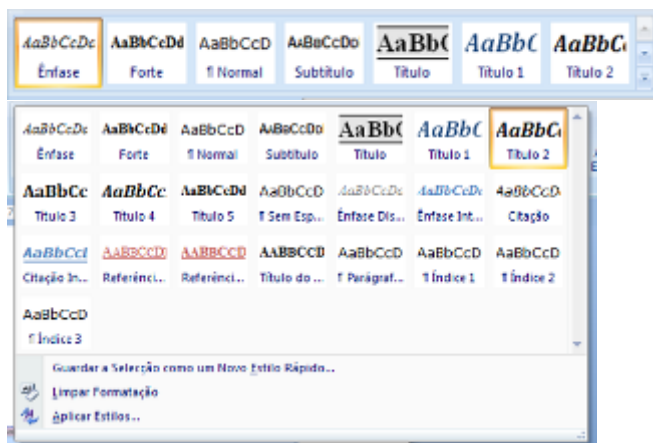 AaBbCcDc AaBbCcDd AaBbCcD AaBbCcDd AaBb( AaBb( AaBbC
Ênfase Forte ¶ Normal Subtítulo Título Título 1 Título 2
AaBbCcDc AaBbCcDd AaBbCcD AaBbCcDd AaBb( AaBbC AaBbC
Ênfase Forte ¶ Normal Subtítulo Título Título 1 Título 2
AaBbCc AaBbCc AaBbCcDd AaBbCcD AaBbCcDc AaBbCcDc AaBbCcD
Título 3 Título 4 Título 5 ¶ Sem Esp... Ênfase Dis... Ênfase Int... Citação
AaBbCcI AABBCCD AABBCCD AABBCCD AaBbCcD AaBbCcD AaBbCcD
Citação In... Referênci... Referênci... Título do ... ¶ Parágraf... ¶ Índice 1 ¶ Índice 2
AaBbCcD
¶ Índice 3
Guardar a Selecção como um Novo Estilo Rápido...
Limpar Formatação
Aplicar Estilos...